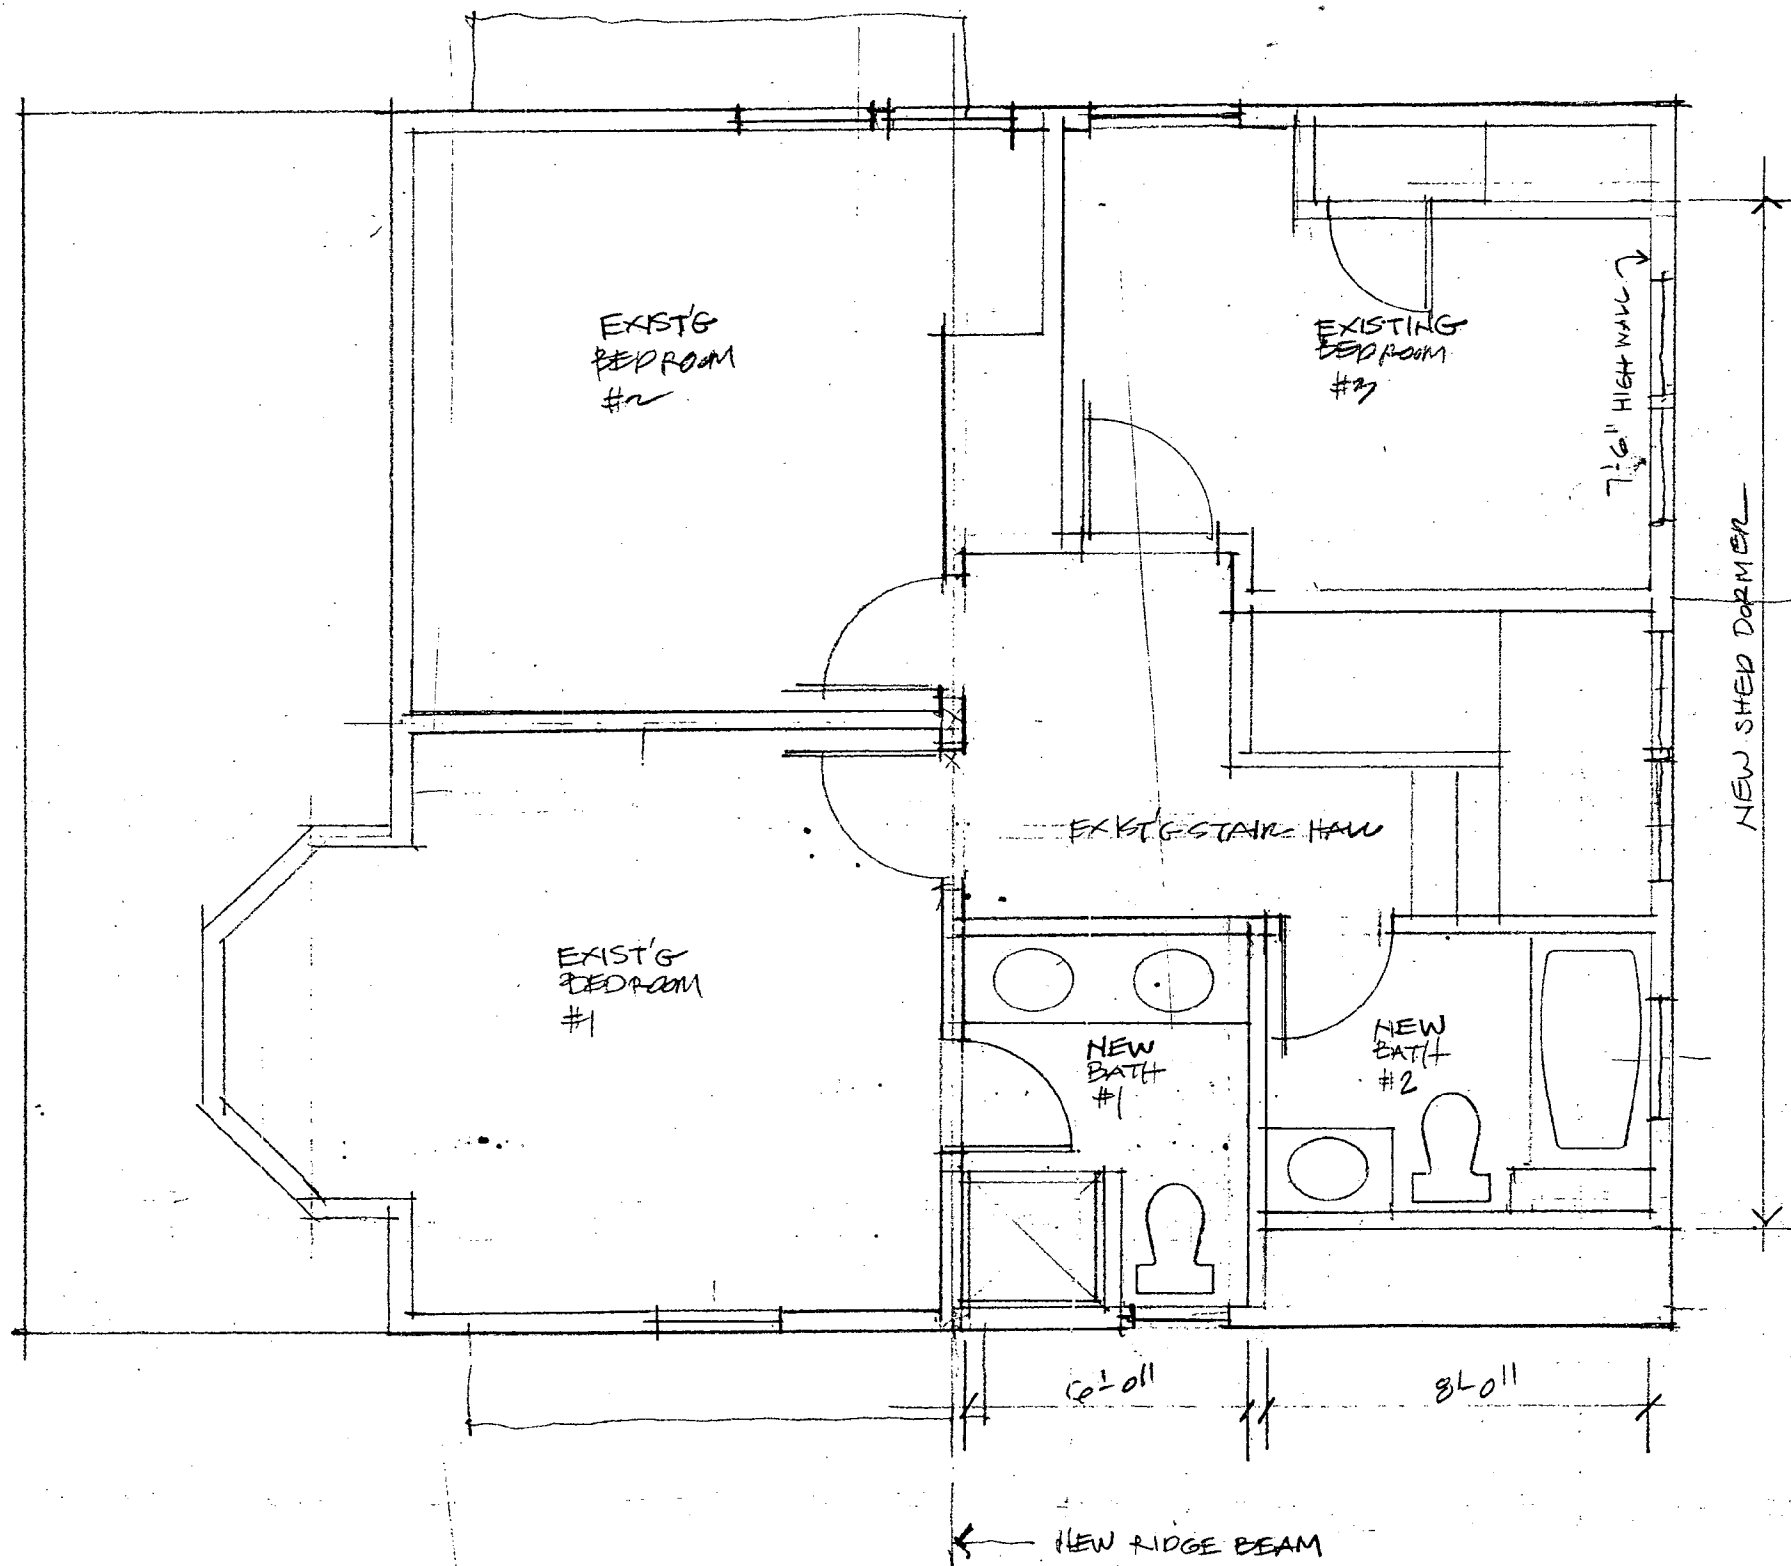 EXIST'G
BEDROOM
#2
EXISTING
BEDROOM
#3
7'-6" HIGH WALL
NEW SHED DORMER
EXIST'G STAIR HALL
EXIST'G
BEDROOM
#1
NEW
BATH
#1
NEW
BATH
#2
6'-0"
8'-0"
NEW RIDGE BEAM